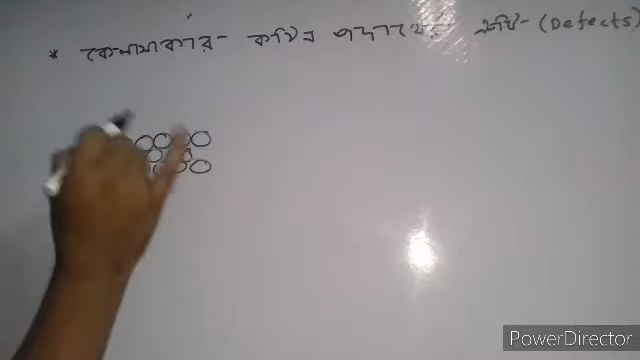 * কেলাসাকার কঠিন পদার্থের ত্রুটি - (Defects)
PowerDirector